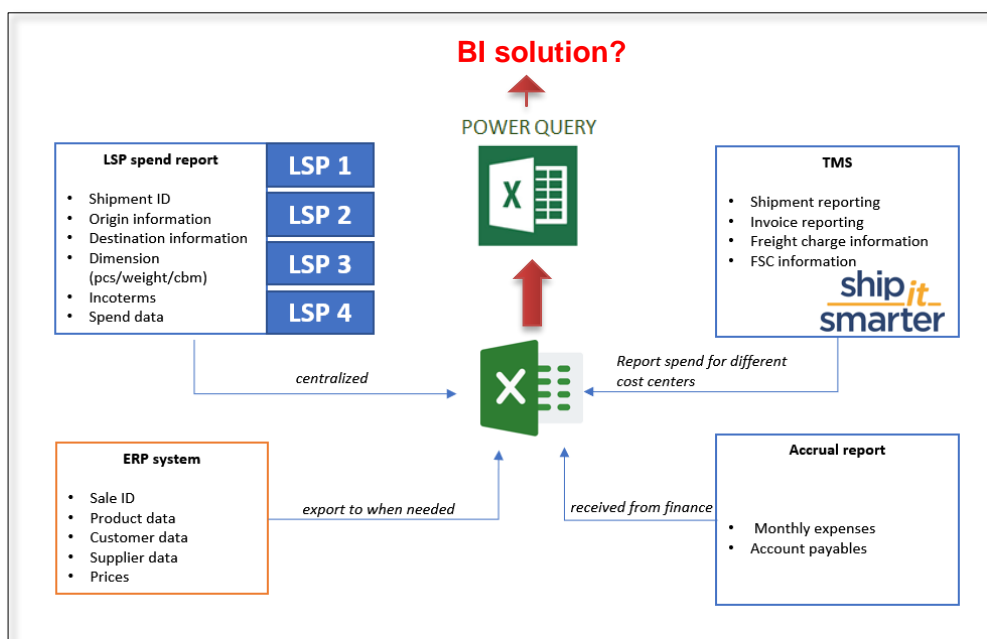 BI solution?
POWER QUERY
X
LSP spend report
• Shipment ID
• Origin information
• Destination information
• Dimension
(pcs/weight/cbm)
• Incoterms
• Spend data
LSP 1
LSP 2
LSP 3
LSP 4
TMS
• Shipment reporting
• Invoice reporting
• Freight charge information
• FSC information
ship it
smarter
centralized
X
Report spend for different
cost centers
ERP system
• Sale ID
• Product data
• Customer data
• Supplier data
• Prices
export to when needed
received from finance
Accrual report
• Monthly expenses
• Account payables